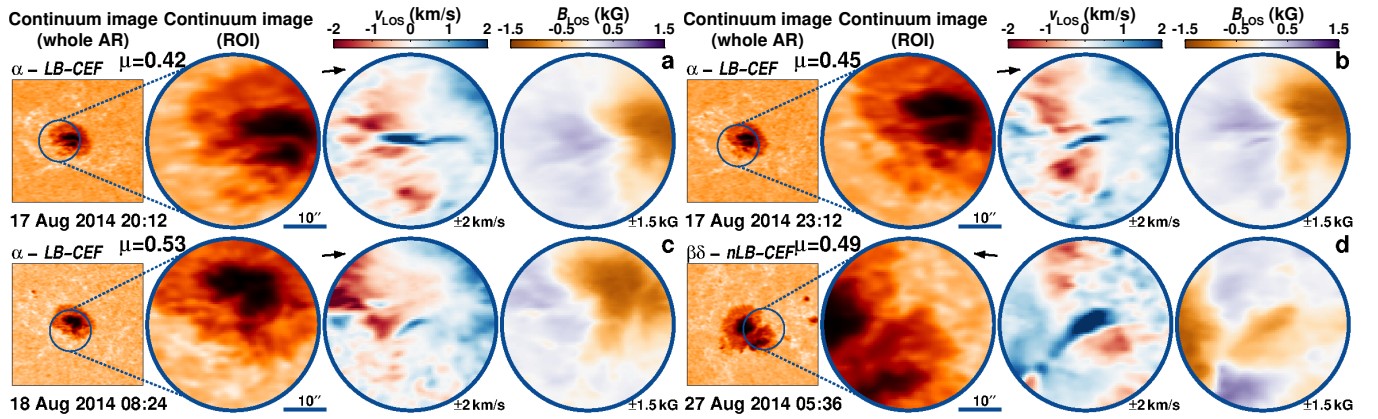 Continuum image (whole AR) Continuum image (ROI) v_LOS (km/s) B_LOS (kG) Continuum image (whole AR) Continuum image (ROI) v_LOS (km/s) B_LOS (kG)
-2 -1 0 1 2 -1.5 -0.5 0.5 1.5 -2 -1 0 1 2 -1.5 -0.5 0.5 1.5
α - LB-CEF μ=0.42 a α - LB-CEF μ=0.45 b
17 Aug 2014 20:12 10″ ±2 km/s ±1.5 kG 17 Aug 2014 23:12 10″ ±2 km/s ±1.5 kG
α - LB-CEF μ=0.53 c βδ - nLB-CEF μ=0.49 d
18 Aug 2014 08:24 10″ ±2 km/s ±1.5 kG 27 Aug 2014 05:36 10″ ±2 km/s ±1.5 kG